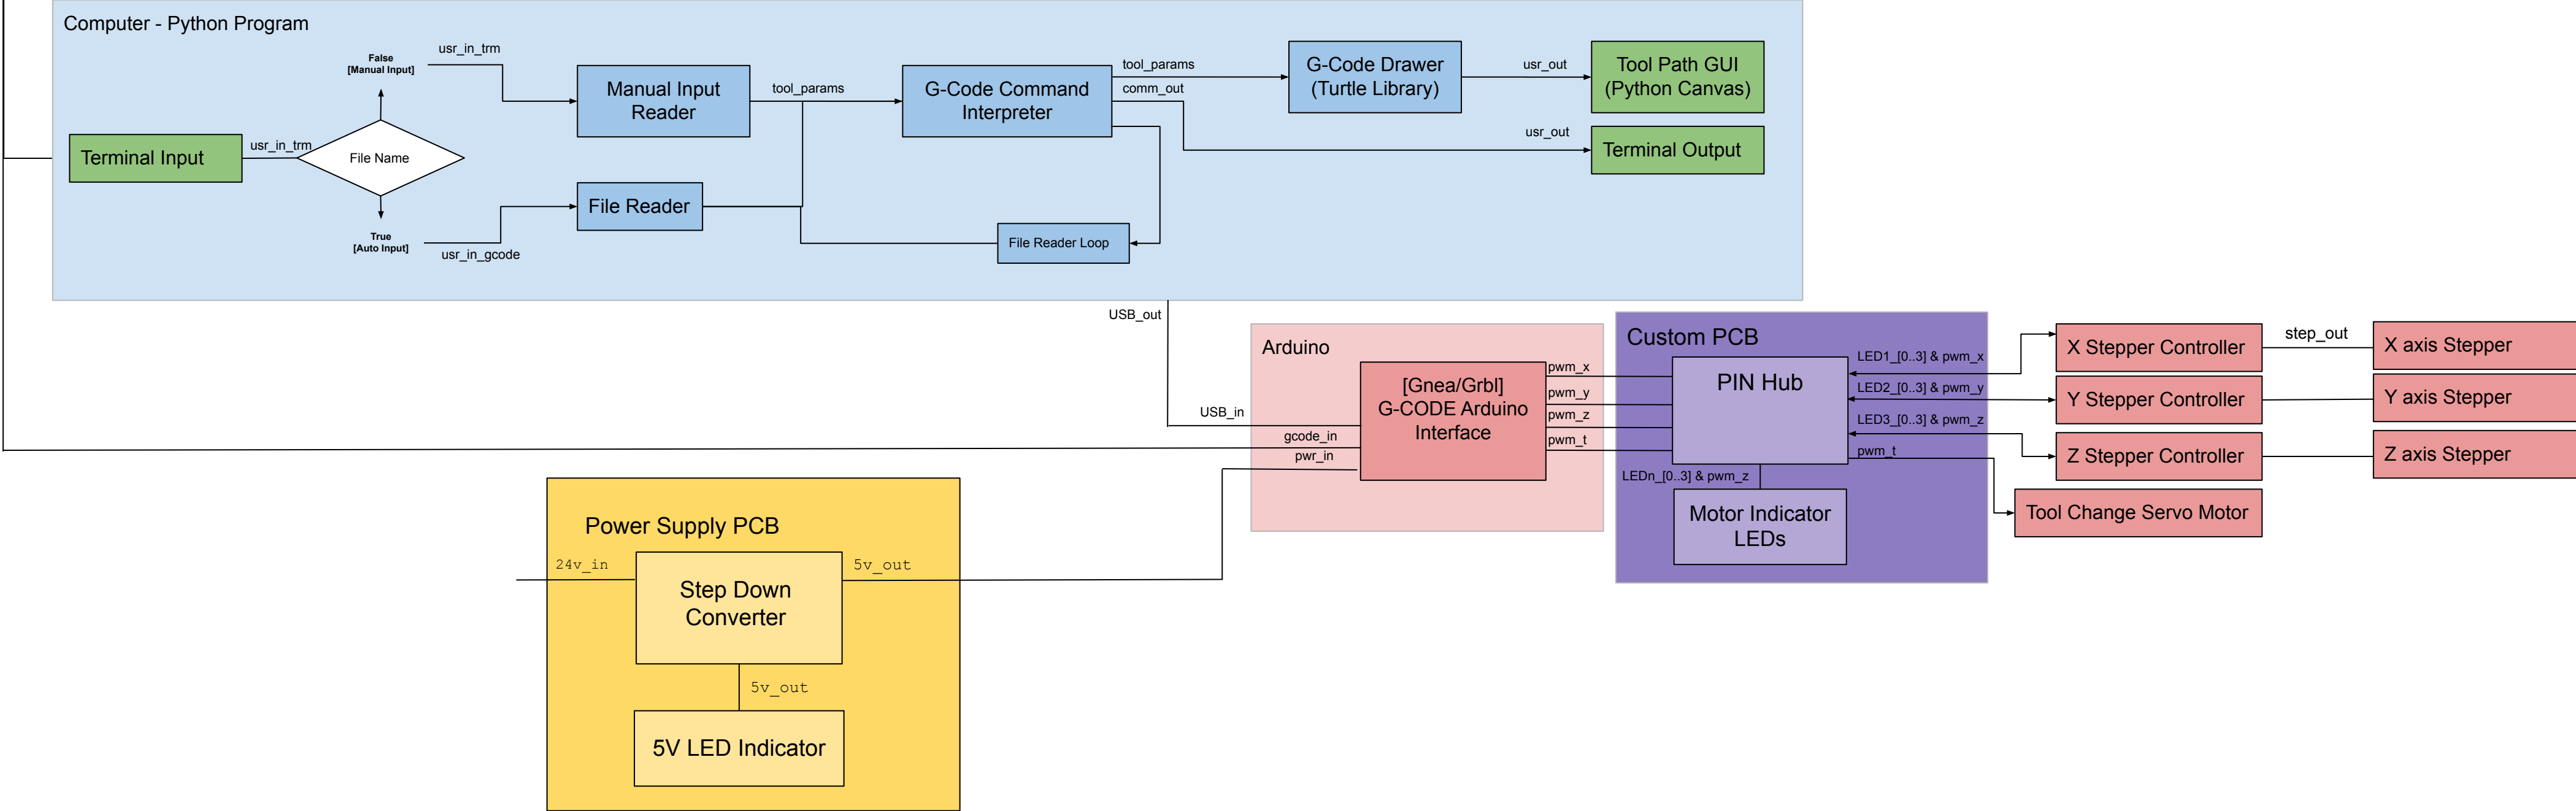 Computer - Python Program
False
[Manual Input]
usr_in_trm
Terminal Input
usr_in_trm
File Name
True
[Auto Input]
usr_in_gcode
Manual Input
Reader
tool_params
File Reader
G-Code Command
Interpreter
tool_params
comm_out
File Reader Loop
G-Code Drawer
(Turtle Library)
usr_out
Tool Path GUI
(Python Canvas)
usr_out
Terminal Output
USB_out
Arduino
USB_in
gcode_in
pwr_in
[Gnea/Grbl]
G-CODE Arduino
Interface
pwm_x
pwm_y
pwm_z
pwm_t
Custom PCB
PIN Hub
LED1_[0..3] & pwm_x
LED2_[0..3] & pwm_y
LED3_[0..3] & pwm_z
pwm_t
LEDn_[0..3] & pwm_z
Motor Indicator
LEDs
X Stepper Controller
step_out
X axis Stepper
Y Stepper Controller
Y axis Stepper
Z Stepper Controller
Z axis Stepper
Tool Change Servo Motor
Power Supply PCB
24v_in
Step Down
Converter
5v_out
5v_out
5V LED Indicator